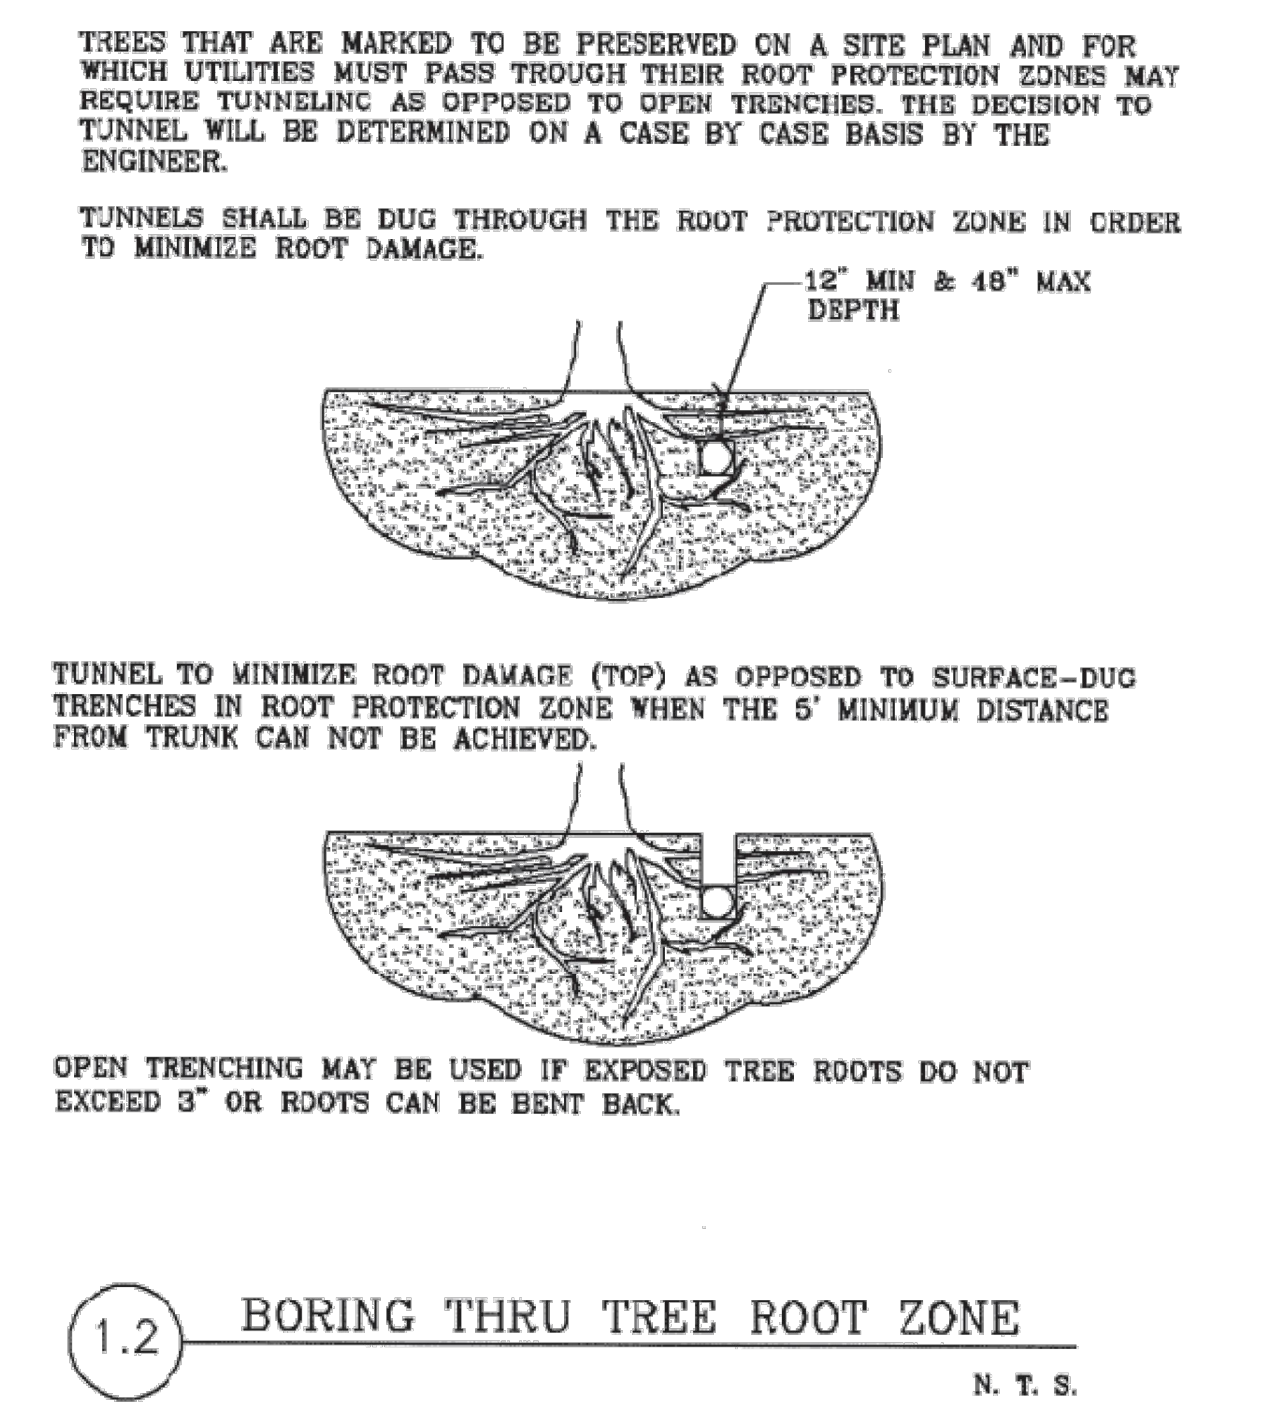 TREES THAT ARE MARKED TO BE PRESERVED ON A SITE PLAN AND FOR
WHICH UTILITIES MUST PASS TROUGH THEIR ROOT PROTECTION ZONES MAY
REQUIRE TUNNELING AS OPPOSED TO OPEN TRENCHES. THE DECISION TO
TUNNEL WILL BE DETERMINED ON A CASE BY CASE BASIS BY THE
ENGINEER.
TUNNELS SHALL BE DUG THROUGH THE ROOT PROTECTION ZONE IN ORDER
TO MINIMIZE ROOT DAMAGE.
12" MIN & 48" MAX
DEPTH
TUNNEL TO MINIMIZE ROOT DAMAGE (TOP) AS OPPOSED TO SURFACE-DUG
TRENCHES IN ROOT PROTECTION ZONE WHEN THE 5' MINIMUM DISTANCE
FROM TRUNK CAN NOT BE ACHIEVED.
OPEN TRENCHING MAY BE USED IF EXPOSED TREE ROOTS DO NOT
EXCEED 3" OR ROOTS CAN BE BENT BACK.
1.2 BORING THRU TREE ROOT ZONE
N. T. S.